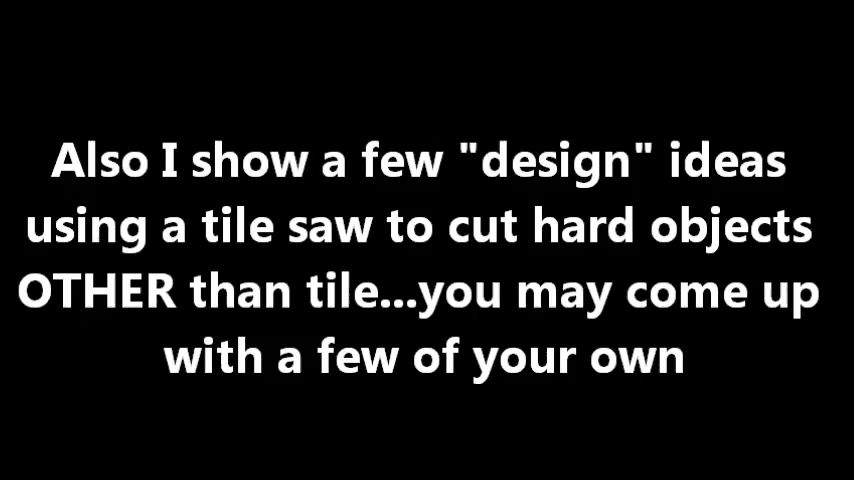 Also I show a few "design" ideas
using a tile saw to cut hard objects
OTHER than tile...you may come up
with a few of your own